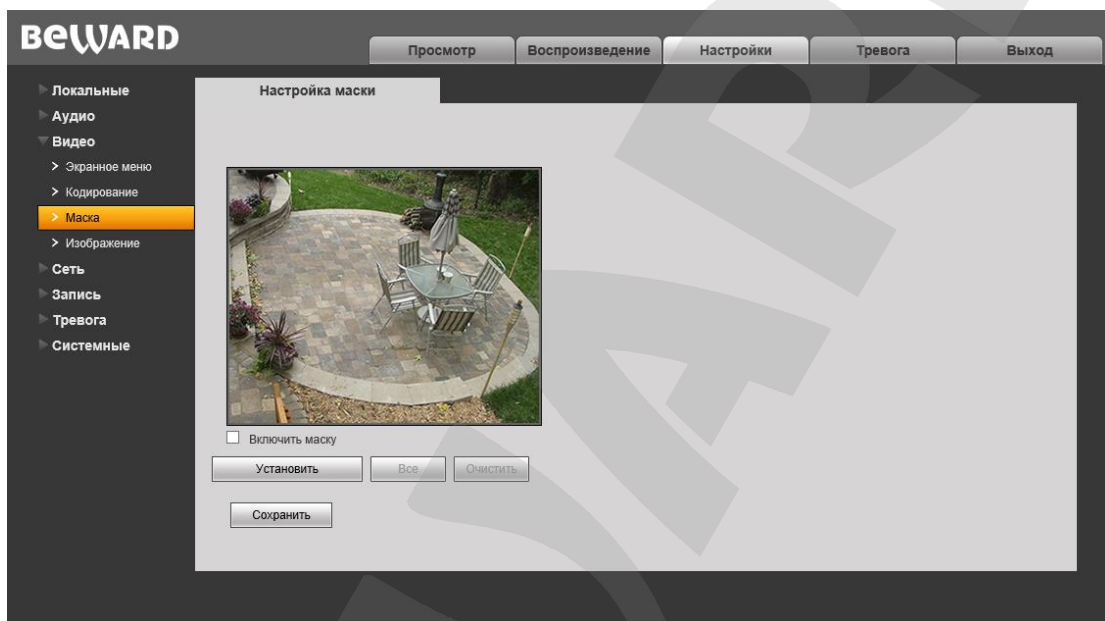 BEWARD
Просмотр Воспроизведение Настройки Тревога Выход
Локальные
Аудио
Видео
> Экранное меню
> Кодирование
> Маска
> Изображение
Сеть
Запись
Тревога
Системные
Настройка маски
Включить маску
Установить Все Очистить
Сохранить